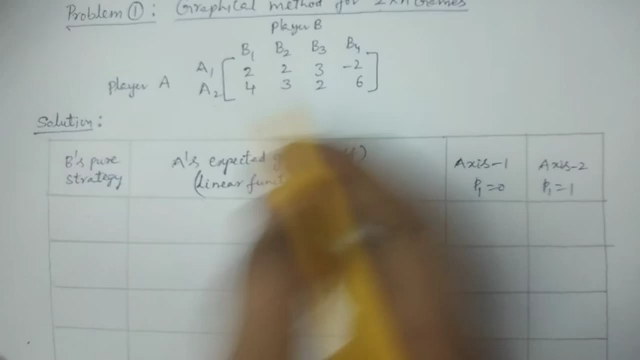 Problem ①: Graphical method for 2xn Games
Player B
B₁ B₂ B₃ B₄
A₁ 2 2 3 -2
Player A A₂ 4 3 2 6
Solution:
B's pure strategy
A's expected
(linear
Axis-1
P₁=0
Axis-2
P₁=1